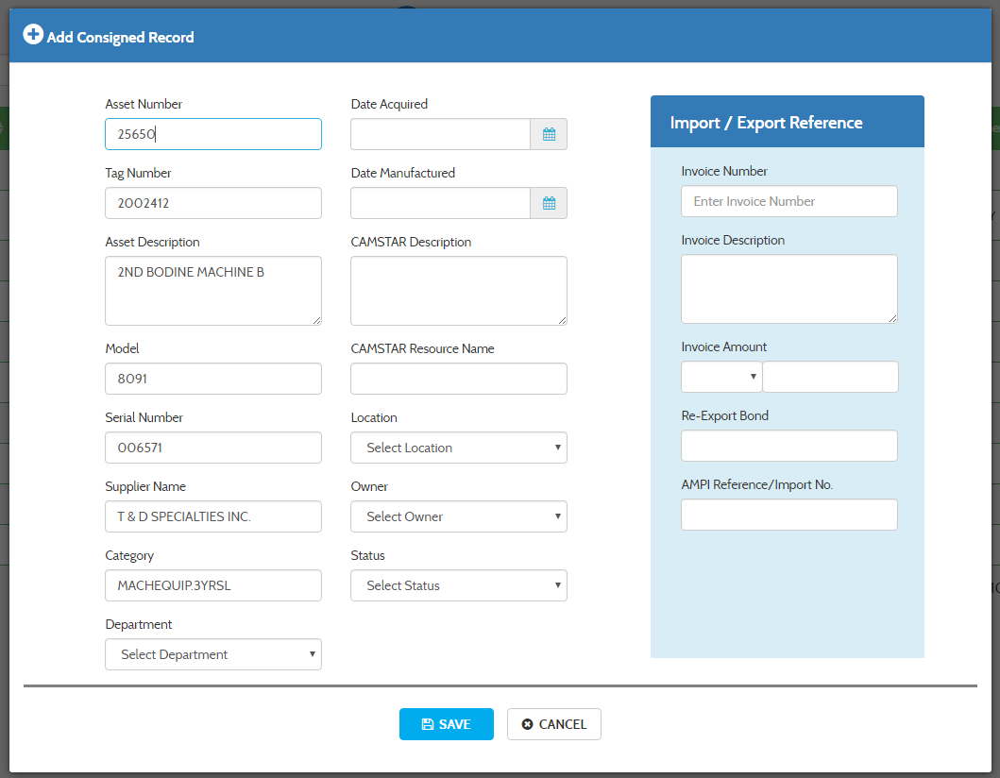 Add Consigned Record
Asset Number
25650
Tag Number
2002412
Asset Description
2ND BODINE MACHINE B
Model
8091
Serial Number
006571
Supplier Name
T & D SPECIALTIES INC.
Category
MACHEQUIP.3YRSL
Department
Select Department
Date Acquired
Date Manufactured
CAMSTAR Description
CAMSTAR Resource Name
Location
Select Location
Owner
Select Owner
Status
Select Status
Import / Export Reference
Invoice Number
Enter Invoice Number
Invoice Description
Invoice Amount
Re-Export Bond
AMPI Reference/Import No.
SAVE
CANCEL